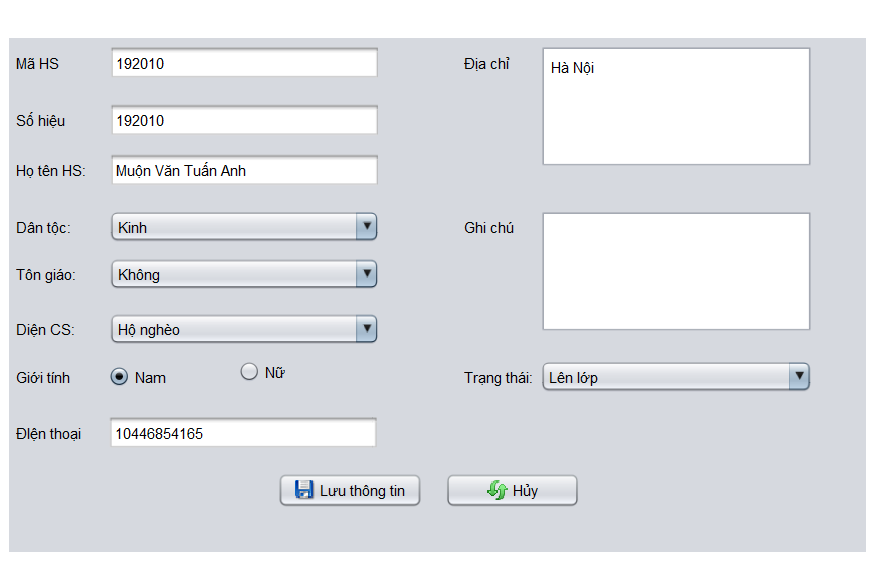 Mã HS 192010
Địa chỉ Hà Nội
Số hiệu 192010
Họ tên HS: Muộn Văn Tuấn Anh
Dân tộc: Kinh
Ghi chú
Tôn giáo: Không
Diện CS: Hộ nghèo
Giới tính Nam Nữ
Trạng thái: Lên lớp
Điện thoại 10446854165
Lưu thông tin Hủy